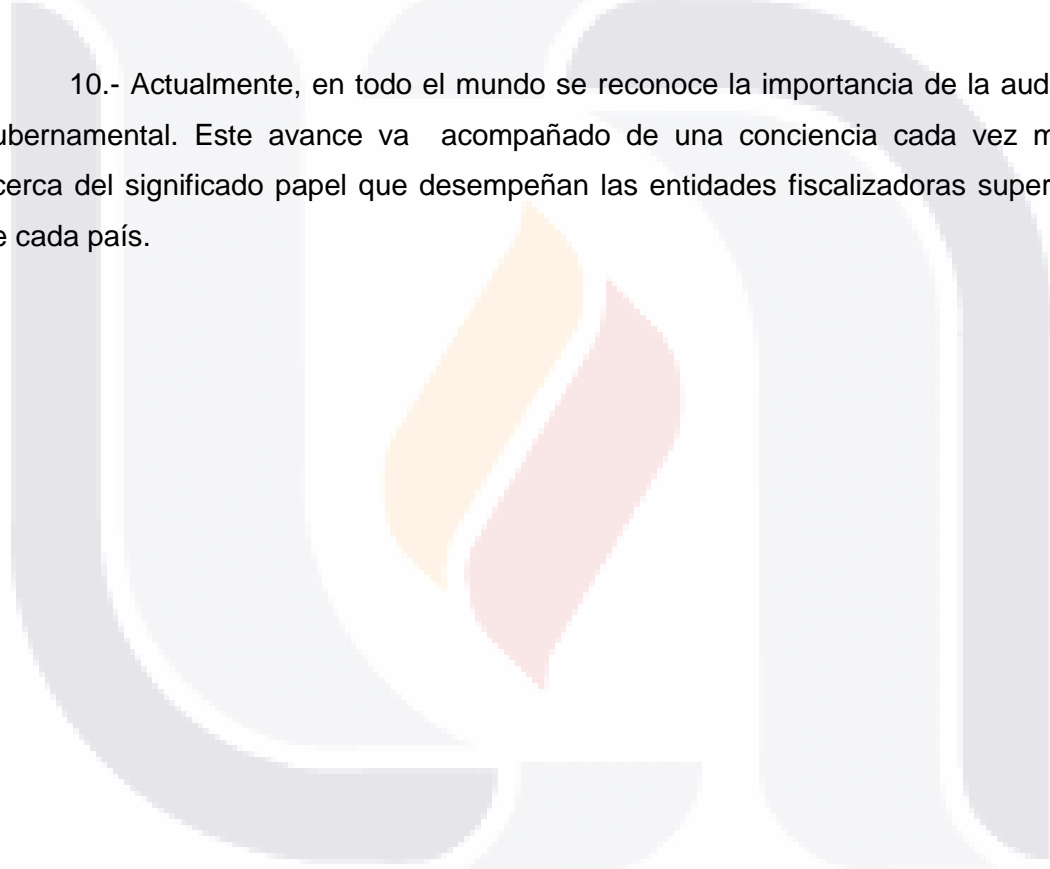 10.- Actualmente, en todo el mundo se reconoce la importancia de la aud
ubernamental. Este avance va acompañado de una conciencia cada vez m
cerca del significado papel que desempeñan las entidades fiscalizadoras super
e cada país.